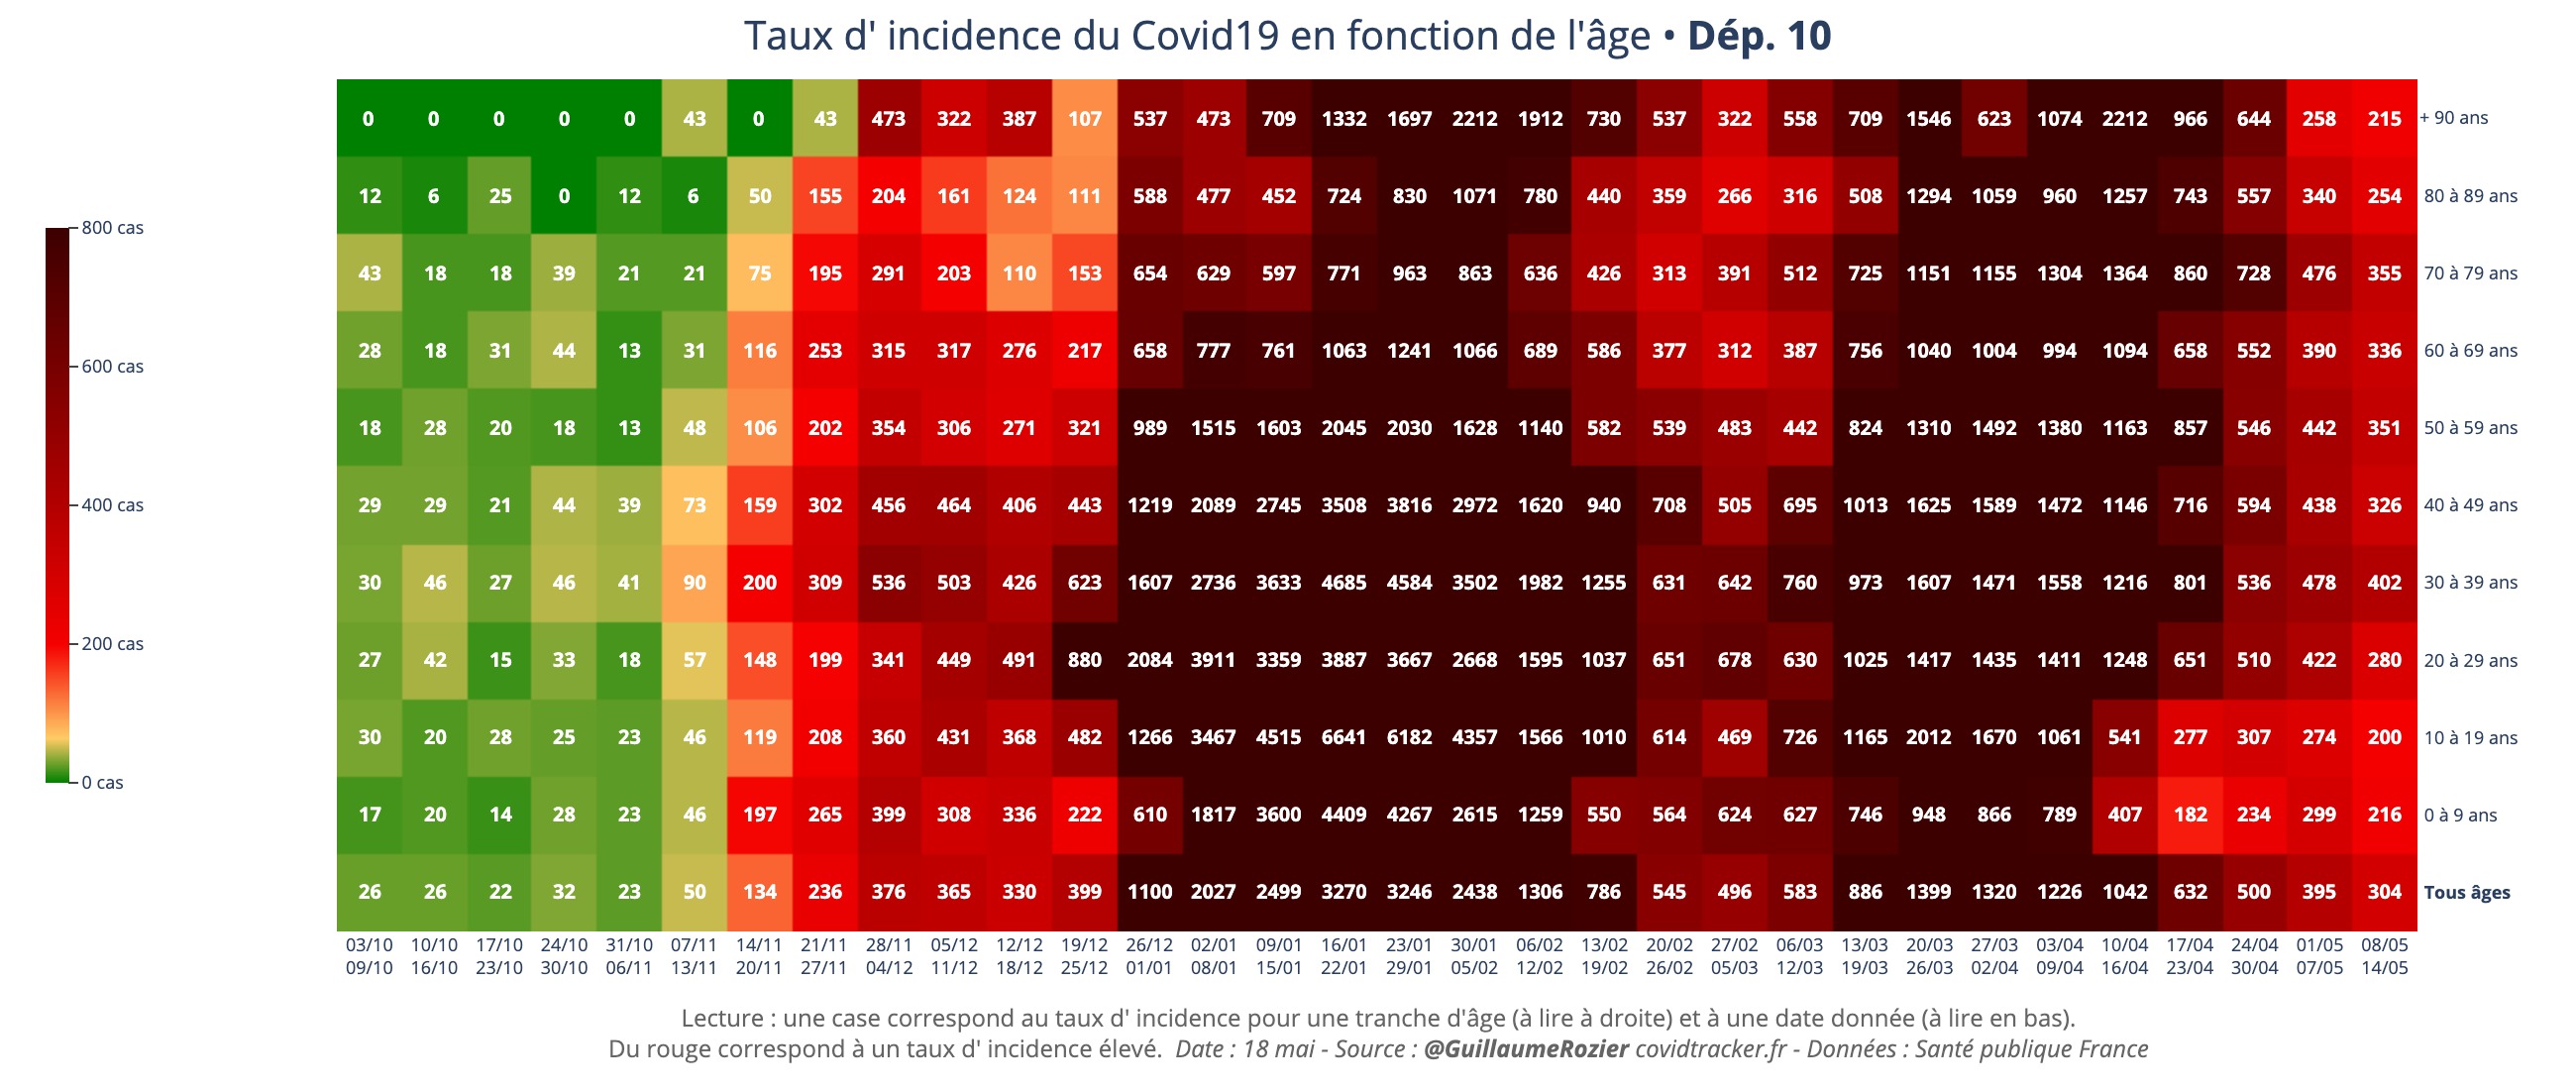 Taux d' incidence du Covid19 en fonction de l'âge • Dép. 10
0 0 0 0 0 43 0 43 473 322 387 107 537 473 709 1332 1697 2212 1912 730 537 322 558 709 1546 623 1074 2212 966 644 258 215 + 90 ans
12 6 25 0 12 6 50 155 204 161 124 111 588 477 452 724 830 1071 780 440 359 266 316 508 1294 1059 960 1257 743 557 340 254 80 à 89 ans
800 cas
43 18 18 39 21 21 75 195 291 203 110 153 654 629 597 771 963 863 636 426 313 391 512 725 1151 1155 1304 1364 860 728 476 355 70 à 79 ans
28 18 31 44 13 31 116 253 315 317 276 217 658 777 761 1063 1241 1066 689 586 377 312 387 756 1040 1004 994 1094 658 552 390 336 60 à 69 ans
600 cas
18 28 20 18 13 48 106 202 354 306 271 321 989 1515 1603 2045 2030 1628 1140 582 539 483 442 824 1310 1492 1380 1163 857 546 442 351 50 à 59 ans
400 cas
29 29 21 44 39 73 159 302 456 464 406 443 1219 2089 2745 3508 3816 2972 1620 940 708 505 695 1013 1625 1589 1472 1146 716 594 438 326 40 à 49 ans
30 46 27 46 41 90 200 309 536 503 426 623 1607 2736 3633 4685 4584 3502 1982 1255 631 642 760 973 1607 1471 1558 1216 801 536 478 402 30 à 39 ans
200 cas
27 42 15 33 18 57 148 199 341 449 491 880 2084 3911 3359 3887 3667 2668 1595 1037 651 678 630 1025 1417 1435 1411 1248 651 510 422 280 20 à 29 ans
30 20 28 25 23 46 119 208 360 431 368 482 1266 3467 4515 6641 6182 4357 1566 1010 614 469 726 1165 2012 1670 1061 541 277 307 274 200 10 à 19 ans
0 cas
17 20 14 28 23 46 197 265 399 308 336 222 610 1817 3600 4409 4267 2615 1259 550 564 624 627 746 948 866 789 407 182 234 299 216 0 à 9 ans
26 26 22 32 23 50 134 236 376 365 330 399 1100 2027 2499 3270 3246 2438 1306 786 545 496 583 886 1399 1320 1226 1042 632 500 395 304 Tous âges
03/10 10/10 17/10 24/10 31/10 07/11 14/11 21/11 28/11 05/12 12/12 19/12 26/12 02/01 09/01 16/01 23/01 30/01 06/02 13/02 20/02 27/02 06/03 13/03 20/03 27/03 03/04 10/04 17/04 24/04 01/05 08/05
09/10 16/10 23/10 30/10 06/11 13/11 20/11 27/11 04/12 11/12 18/12 25/12 01/01 08/01 15/01 22/01 29/01 05/02 12/02 19/02 26/02 05/03 12/03 19/03 26/03 02/04 09/04 16/04 23/04 30/04 07/05 14/05
Lecture : une case correspond au taux d' incidence pour une tranche d'âge (à lire à droite) et à une date donnée (à lire en bas).
Du rouge correspond à un taux d' incidence élevé. Date : 18 mai - Source : @GuillaumeRozier covidtracker.fr - Données : Santé publique France